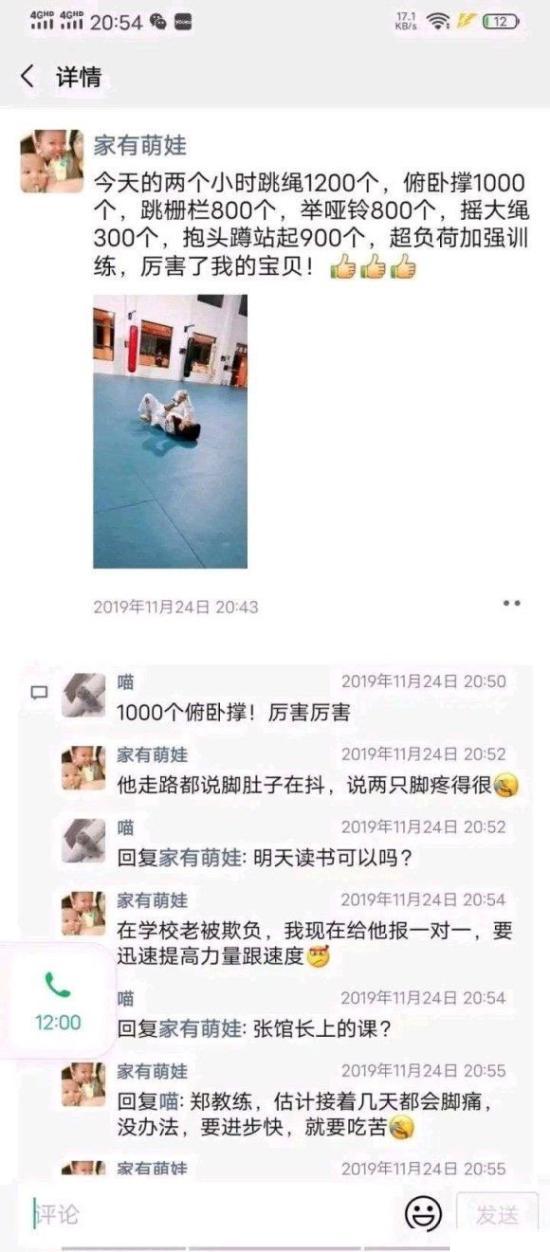 4GHD 4GHD 20:54 17.1 KB/s 12
详情
家有萌娃
今天的两个小时跳绳1200个，俯卧撑1000
个，跳栅栏800个，举哑铃800个，摇大绳
300个，抱头蹲站起900个，超负荷加强训
练，厉害了我的宝贝！
2019年11月24日 20:43
喵 2019年11月24日 20:50
1000个俯卧撑！厉害厉害
家有萌娃 2019年11月24日 20:52
他走路都说脚肚子在抖，说两只脚疼得很
喵 2019年11月24日 20:52
回复家有萌娃: 明天读书可以吗？
家有萌娃 2019年11月24日 20:54
在学校老被欺负，我现在给他报一对一，要
迅速提高力量跟速度
喵 2019年11月24日 20:54
回复家有萌娃: 张馆长上的课？
12:00
家有萌娃 2019年11月24日 20:55
回复喵: 郑教练，估计接着几天都会脚痛，
没办法，要进步快，就要吃苦
家有萌娃 2019年11月24日 20:55
评论
发送